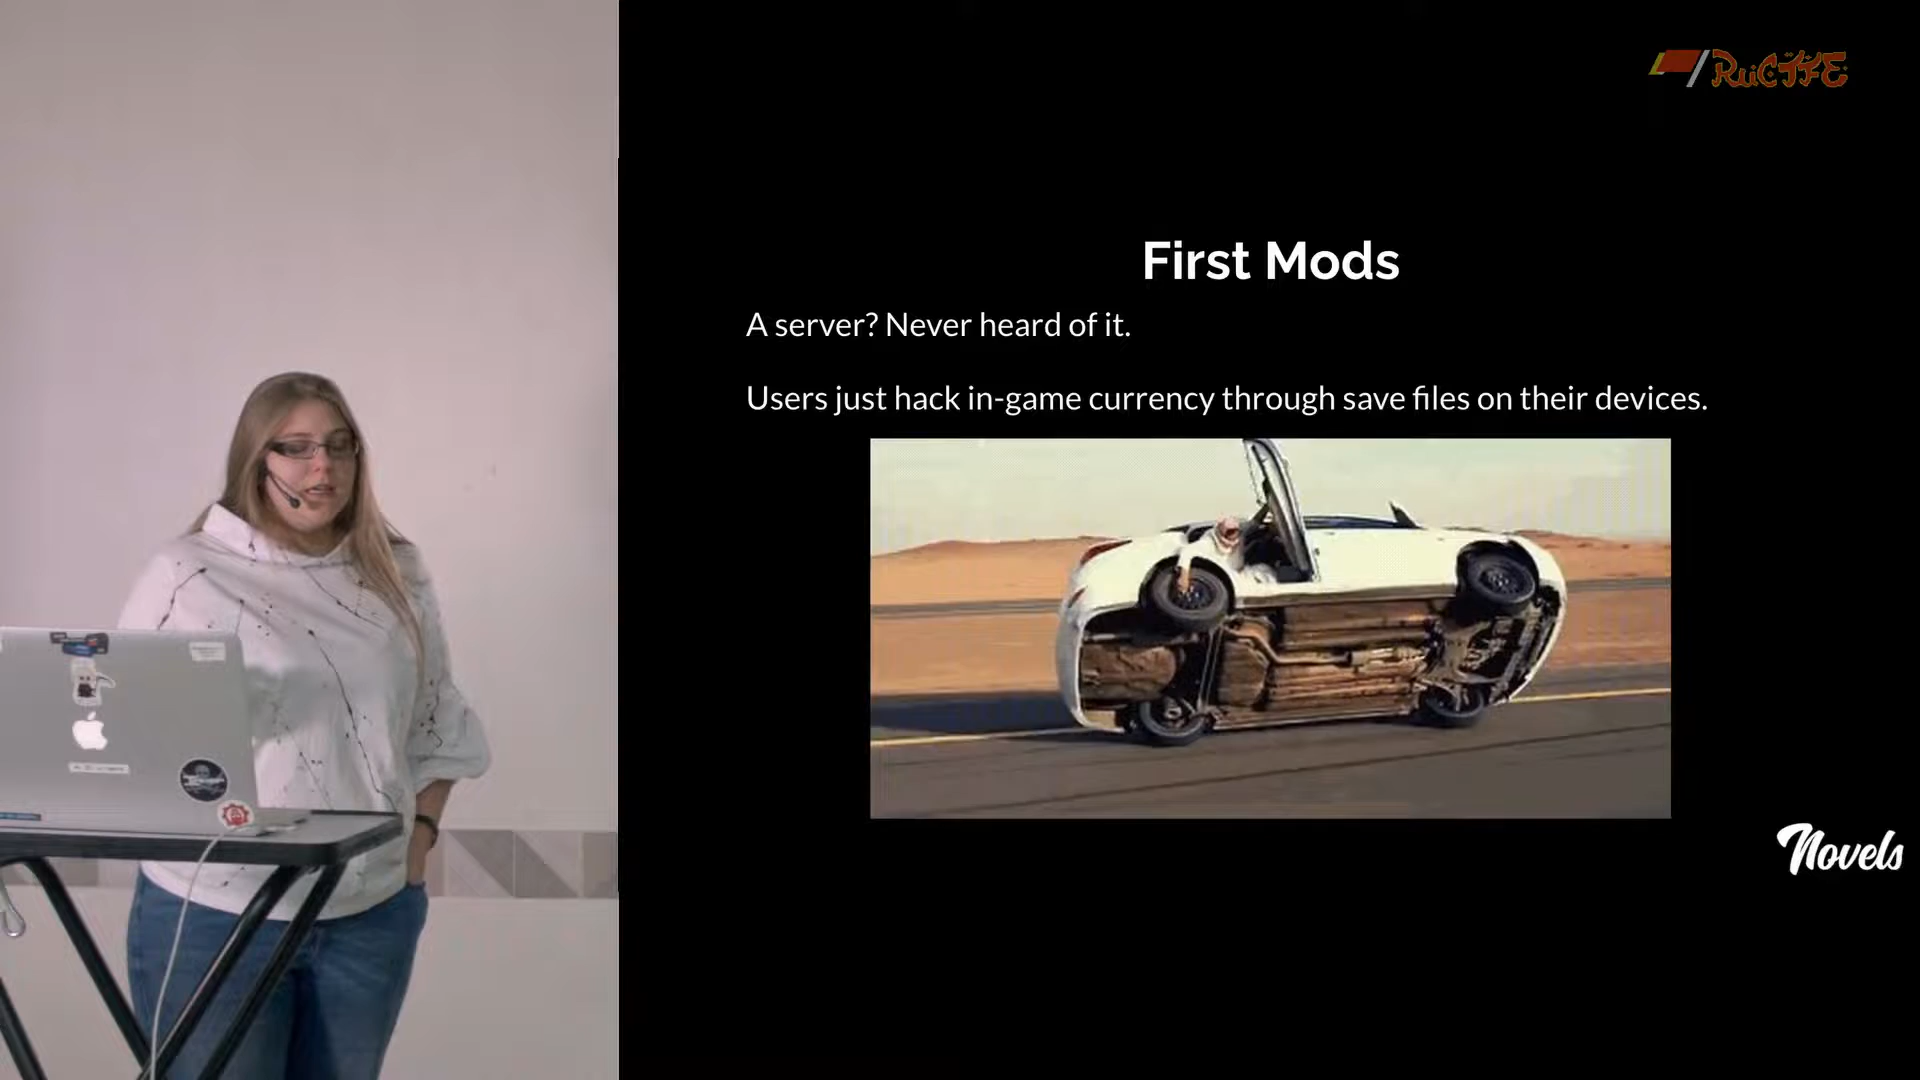 RuCTFE
First Mods
A server? Never heard of it.
Users just hack in-game currency through save files on their devices.
Novels